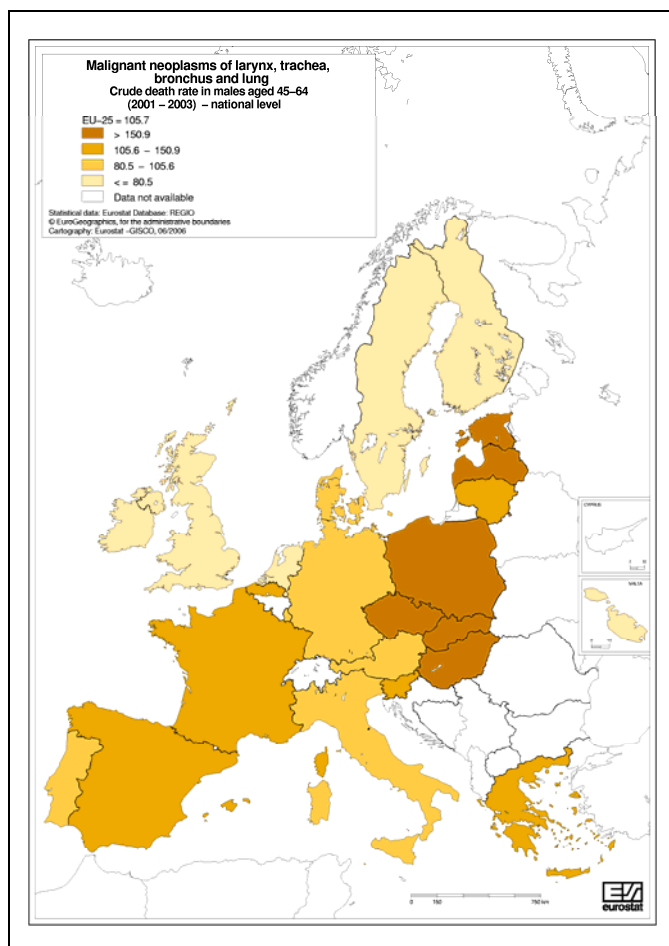 Malignant neoplasms of larynx, trachea,
bronchus and lung
Crude death rate in males aged 45–64
(2001 – 2003) – national level
EU–25 = 105.7
> 150.9
105.6 – 150.9
80.5 – 105.6
<= 80.5
Data not available
Statistical data: Eurostat Database: REGIO
© EuroGeographics, for the administrative boundaries
Cartography: Eurostat –GISCO, 06/2006
CYPRUS
MALTA
0 150 750 km
eurostat